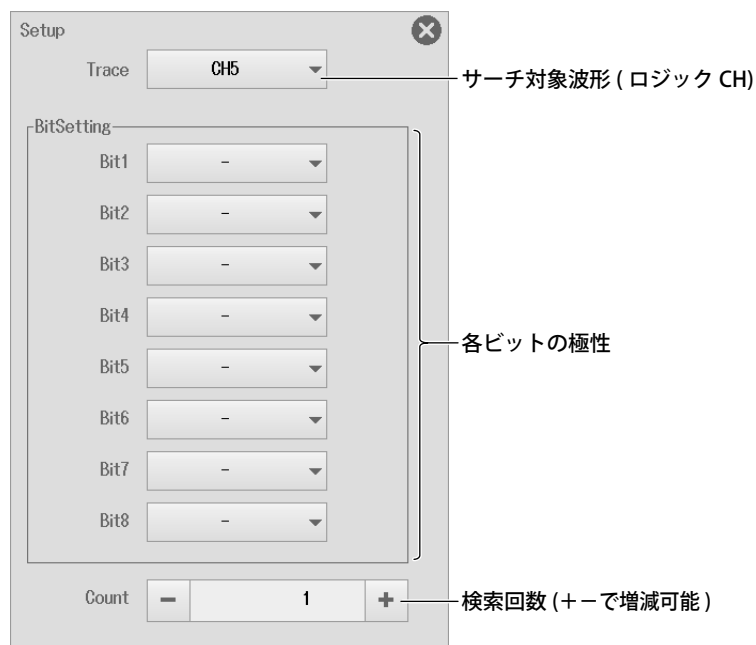 Setup
Trace CH5 サーチ対象波形 ( ロジック CH)
BitSetting
Bit1 -
Bit2 -
Bit3 -
Bit4 -
Bit5 -
Bit6 -
Bit7 -
Bit8 -
各ビットの極性
Count − 1 + 検索回数 (+−で増減可能 )